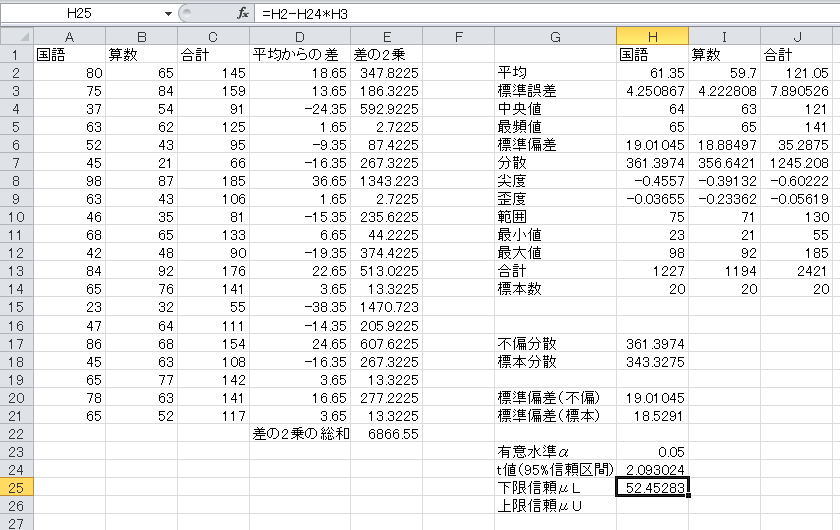 H25 fx =H2-H24*H3
A B C D E F G H I J
1 国語 算数 合計 平均からの差 差の2乗 国語 算数 合計
2 80 65 145 18.65 347.8225 平均 61.35 59.7 121.05
3 75 84 159 13.65 186.3225 標準誤差 4.250867 4.222808 7.890526
4 37 54 91 -24.35 592.9225 中央値 64 63 121
5 63 62 125 1.65 2.7225 最頻値 65 65 141
6 52 43 95 -9.35 87.4225 標準偏差 19.01045 18.88497 35.2875
7 45 21 66 -16.35 267.3225 分散 361.3974 356.6421 1245.208
8 98 87 185 36.65 1343.223 尖度 -0.4557 -0.39132 -0.60222
9 63 43 106 1.65 2.7225 歪度 -0.03655 -0.23362 -0.05619
10 46 35 81 -15.35 235.6225 範囲 75 71 130
11 68 65 133 6.65 44.2225 最小値 23 21 55
12 42 48 90 -19.35 374.4225 最大値 98 92 185
13 84 92 176 22.65 513.0225 合計 1227 1194 2421
14 65 76 141 3.65 13.3225 標本数 20 20 20
15 23 32 55 -38.35 1470.723
16 47 64 111 -14.35 205.9225
17 86 68 154 24.65 607.6225 不偏分散 361.3974
18 45 63 108 -16.35 267.3225 標本分散 343.3275
19 65 77 142 3.65 13.3225
20 78 63 141 16.65 277.2225 標準偏差(不偏) 19.01045
21 65 52 117 3.65 13.3225 標準偏差(標本) 18.5291
22 差の2乗の総和 6866.55
23 有意水準α 0.05
24 t値(95%信頼区間) 2.093024
25 下限信頼μL 52.45283
26 上限信頼μU
27